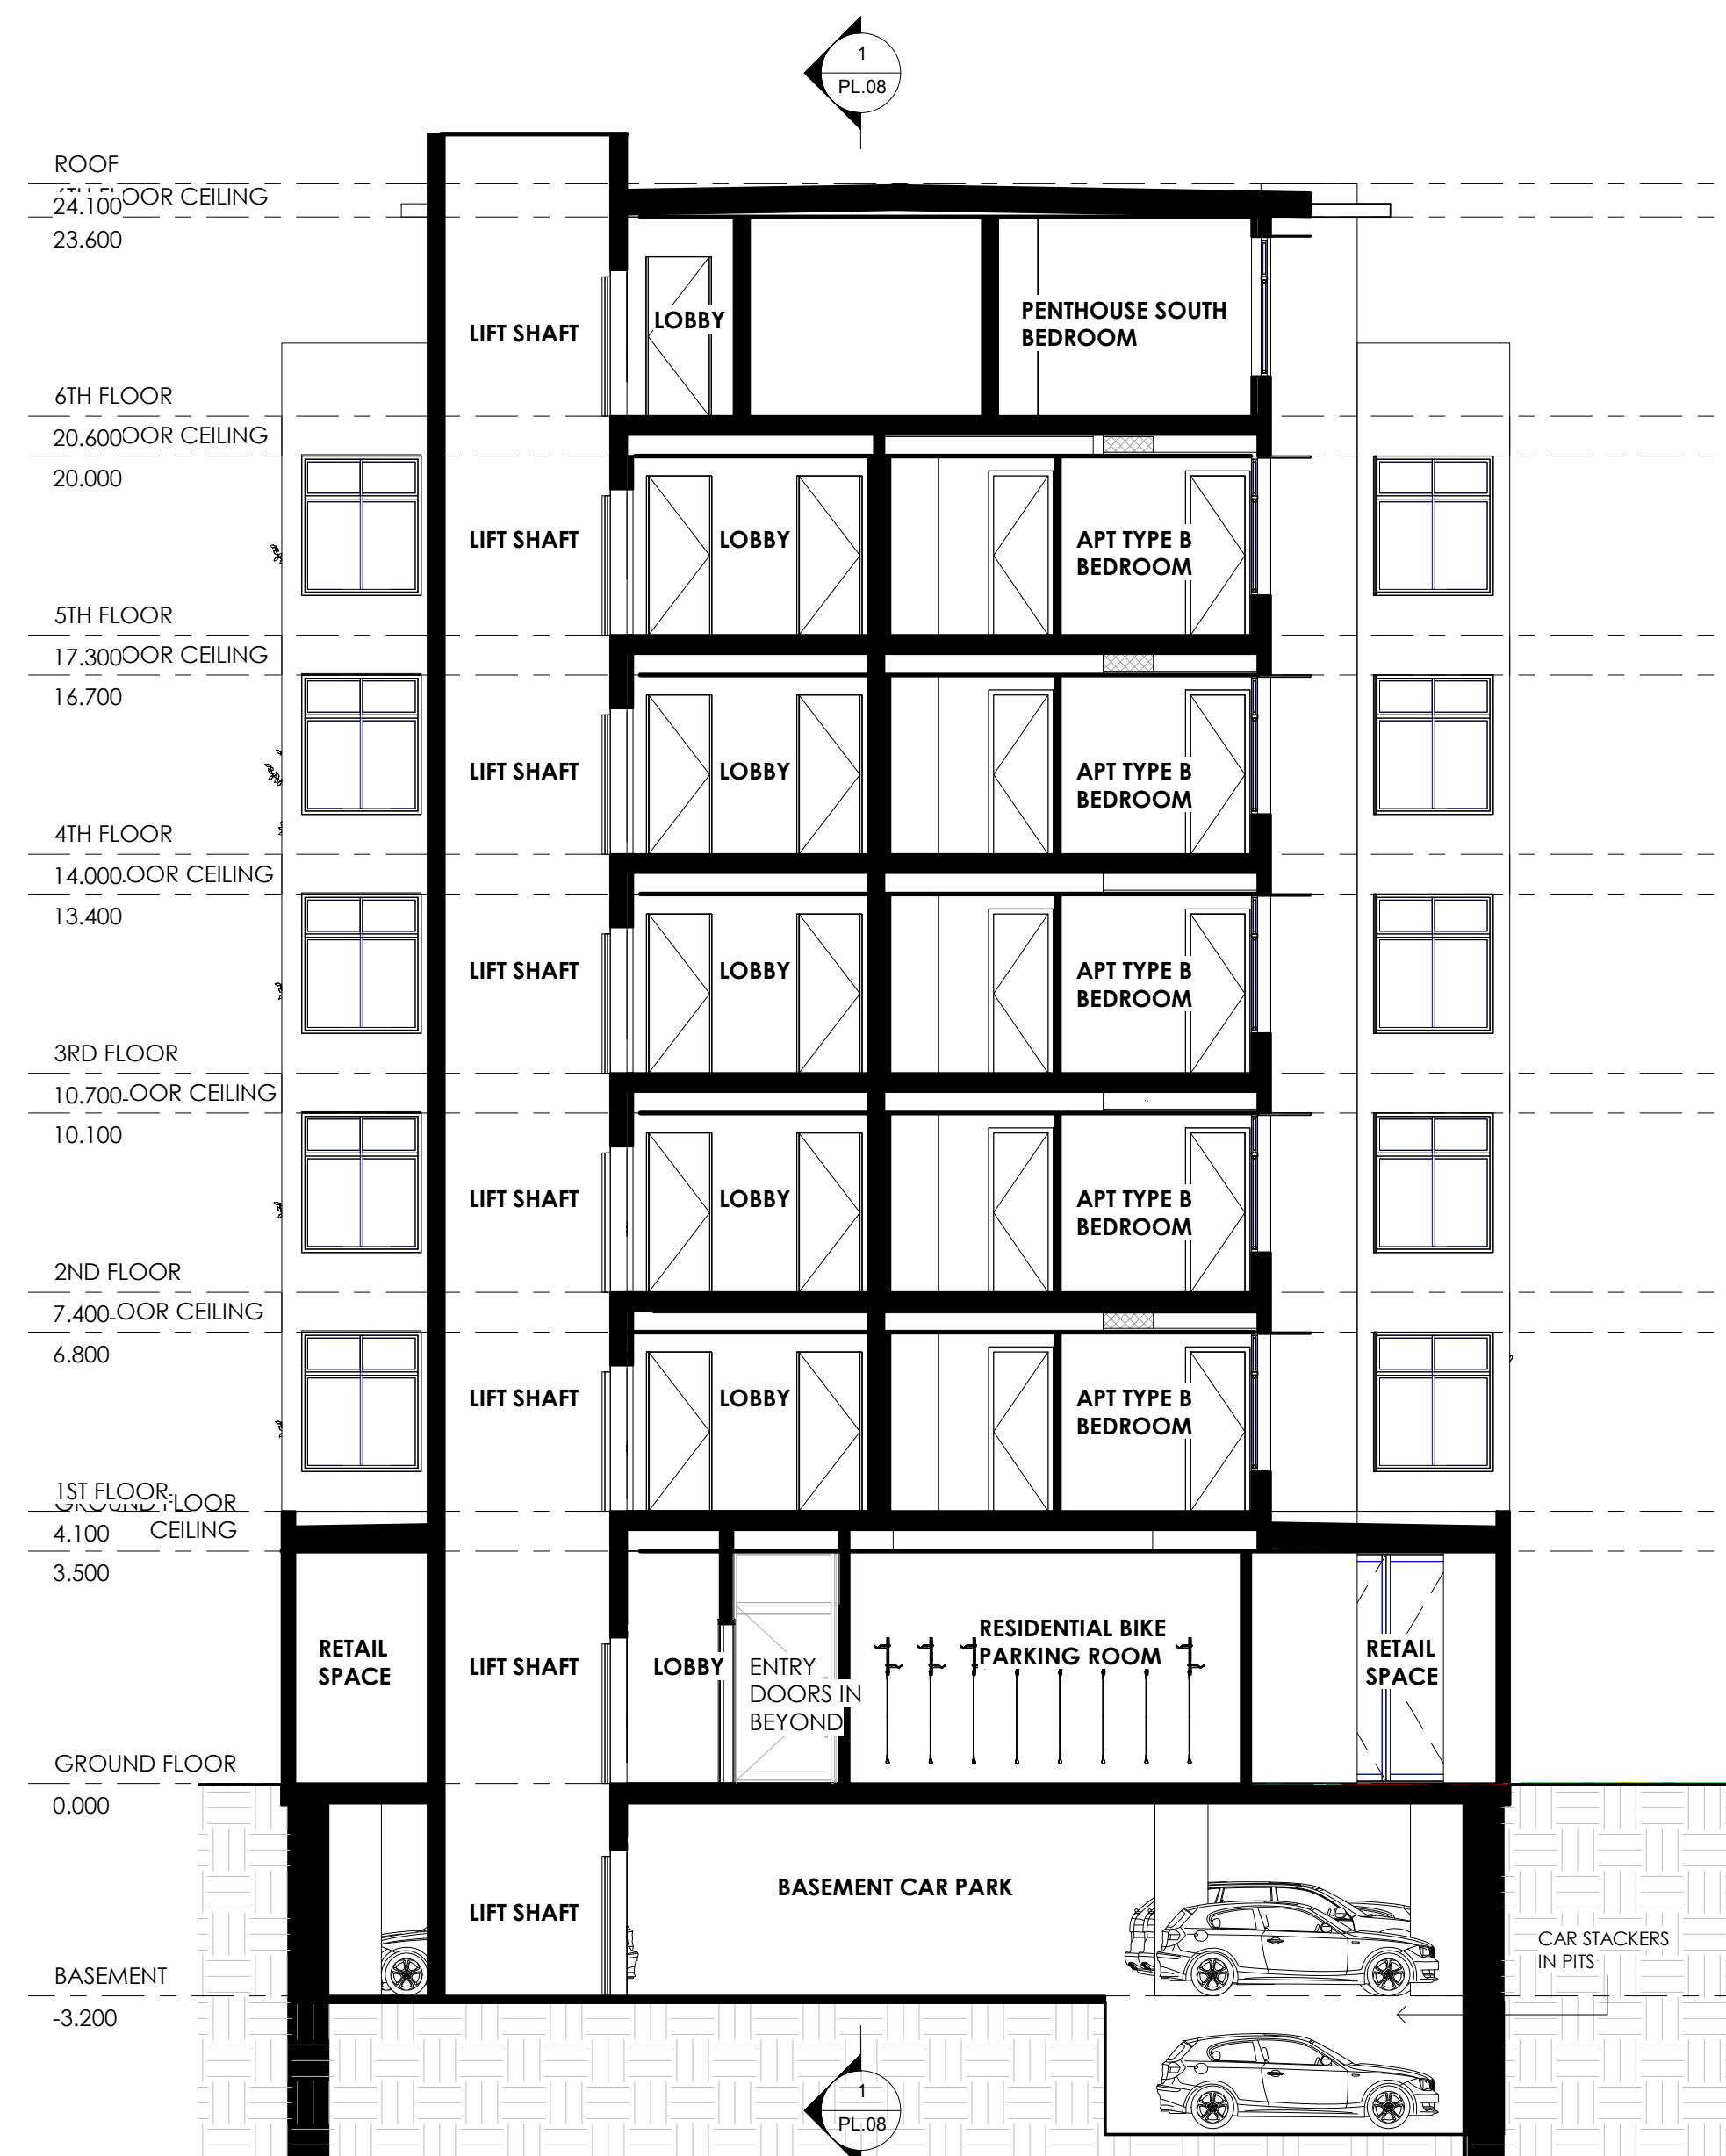 1
PL.08
ROOF
FLOOR CEILING
24.100
23.600
LIFT SHAFT
LOBBY
PENTHOUSE SOUTH
BEDROOM
6TH FLOOR
20.600 OOR CEILING
20.000
LIFT SHAFT
LOBBY
APT TYPE B
BEDROOM
5TH FLOOR
17.300 OOR CEILING
16.700
LIFT SHAFT
LOBBY
APT TYPE B
BEDROOM
4TH FLOOR
14.000 OOR CEILING
13.400
LIFT SHAFT
LOBBY
APT TYPE B
BEDROOM
3RD FLOOR
10.700 OOR CEILING
10.100
LIFT SHAFT
LOBBY
APT TYPE B
BEDROOM
2ND FLOOR
7.400 OOR CEILING
6.800
LIFT SHAFT
LOBBY
APT TYPE B
BEDROOM
1ST FLOOR
GROUND FLOOR
4.100 CEILING
3.500
RETAIL
SPACE
LIFT SHAFT
LOBBY
ENTRY
DOORS IN
BEYOND
RESIDENTIAL BIKE
PARKING ROOM
RETAIL
SPACE
GROUND FLOOR
0.000
BASEMENT CAR PARK
LIFT SHAFT
CAR STACKERS
IN PITS
BASEMENT
-3.200
1
PL.08